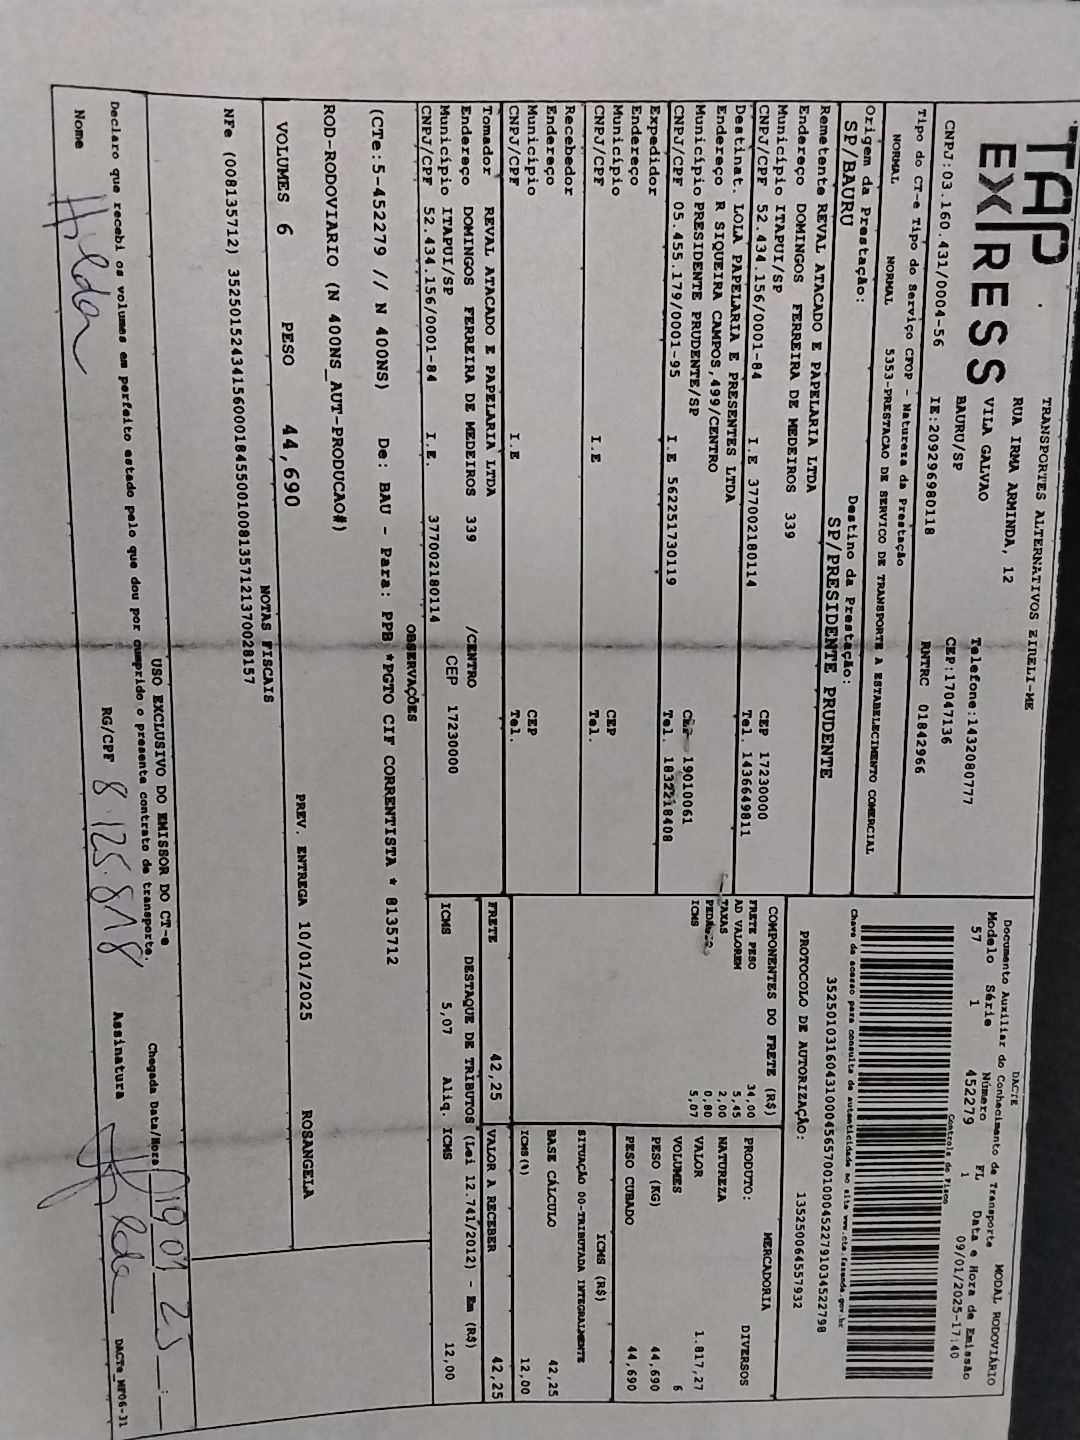 TAP EXPRESS
TRANSPORTES ALTERNATIVOS EIRELI-ME
RUA IRMA ARMINDA, 12
VILA GALVAO
BAURU/SP
Telefone:1432080777
CEP:17047136
CNPJ:03.160.431/0004-56 IE:209296980118 RNTRC 01842966
DACTE MODAL RODOVIÁRIO
Documento Auxiliar do Conhecimento de Transporte
Modelo Série Número FL Data e Hora de Emissão
57 1 452279 1 09/01/2025-17:40
Controle do Fisco
Chave de acesso para consulta de autenticidade no site www.cte.fazenda.gov.br
35250103160431000456570010004522791034522798
PROTOCOLO DE AUTORIZAÇÃO: 135250064557932
Tipo do CT-e Tipo do Serviço CFOP - Natureza da Prestação
NORMAL NORMAL 5353-PRESTACAO DE SERVICO DE TRANSPORTE A ESTABELECIMENTO COMERCIAL
Origem da Prestação: Destino da Prestação:
SP/BAURU SP/PRESIDENTE PRUDENTE
Remetente REVAL ATACADO E PAPELARIA LTDA
Endereço DOMINGOS FERREIRA DE MEDEIROS 339
Município ITAPUI/SP CEP 17230000
CNPJ/CPF 52.434.156/0001-84 I.E 377002180114 Tel. 1436649811
Destinat. LOLA PAPELARIA E PRESENTES LTDA
Endereço R SIQUEIRA CAMPOS,499/CENTRO
Município PRESIDENTE PRUDENTE/SP CEP 19010061
CNPJ/CPF 05.455.179/0001-95 I.E 562251730119 Tel. 1832218408
Expedidor
Endereço
Município CEP
CNPJ/CPF I.E Tel.
Recebedor
Endereço
Município CEP
CNPJ/CPF I.E Tel.
Tomador REVAL ATACADO E PAPELARIA LTDA
Endereço DOMINGOS FERREIRA DE MEDEIROS 339 /CENTRO
Município ITAPUI/SP CEP 17230000
CNPJ/CPF 52.434.156/0001-84 I.E. 377002180114
COMPONENTES DO FRETE (R$)
FRETE PESO 34,00
AD VALOREM 5,45
TAXAS 2,00
PEDÁGIO 0,80
ICMS 5,07
MERCADORIA
PRODUTO: DIVERSOS
NATUREZA
VALOR 1.817,27
VOLUMES 6
PESO (KG) 44,690
PESO CUBADO 44,690
ICMS (R$)
SITUAÇÃO 00-TRIBUTADA INTEGRALMENTE
BASE CÁLCULO 42,25
ICMS (%) 12,00
FRETE 42,25 VALOR A RECEBER 42,25
DESTAQUE DE TRIBUTOS (Lei 12.741/2012) - Em (R$)
ICMS 5,07 Aliq. ICMS 12,00
OBSERVAÇÕES
(CTe:5-452279 // N 400NS) De: BAU - Para: PPB *PGTO CIF CORRENTISTA * 8135712
ROD-RODOVIARIO (N 400NS_AUT-PRODUCAO#)
VOLUMES 6 PESO 44,690 PREV. ENTREGA 10/01/2025 ROSANGELA
NOTAS FISCAIS
NFe (008135712) 35250152434156000184550010081357121370028157
USO EXCLUSIVO DO EMISSOR DO CT-e
Declaro que recebi os volumes em perfeito estado pelo que dou por cumprido o presente contrato de transporte.
Chegada Data/Hora
Nome Hilda RG/CPF 8.125.818 Assinatura Hilda
DACTe_MF06-31